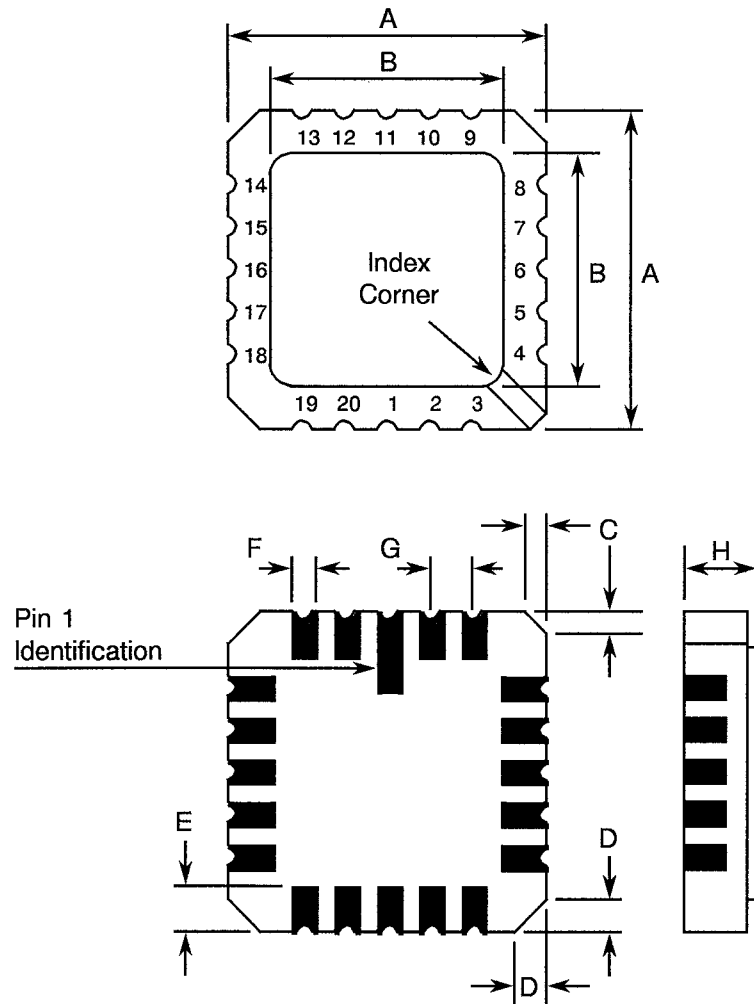 A
B
13 12 11 10 9
14 8
15 7
16 6
17 5
18 4
Index
Corner
B A
19 20 1 2 3
C
F G H
Pin 1
Identification
E D
D